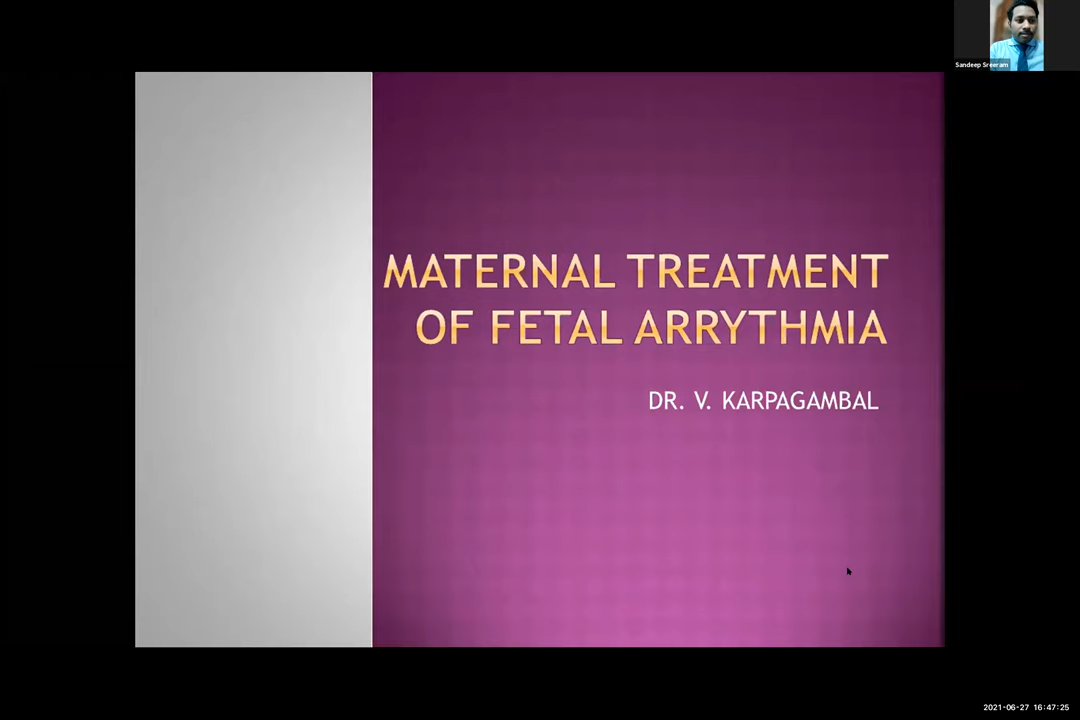 Sandeep Sreeram
MATERNAL TREATMENT
OF FETAL ARRYTHMIA
DR. V. KARPAGAMBAL
2021-06-27 16:47:25